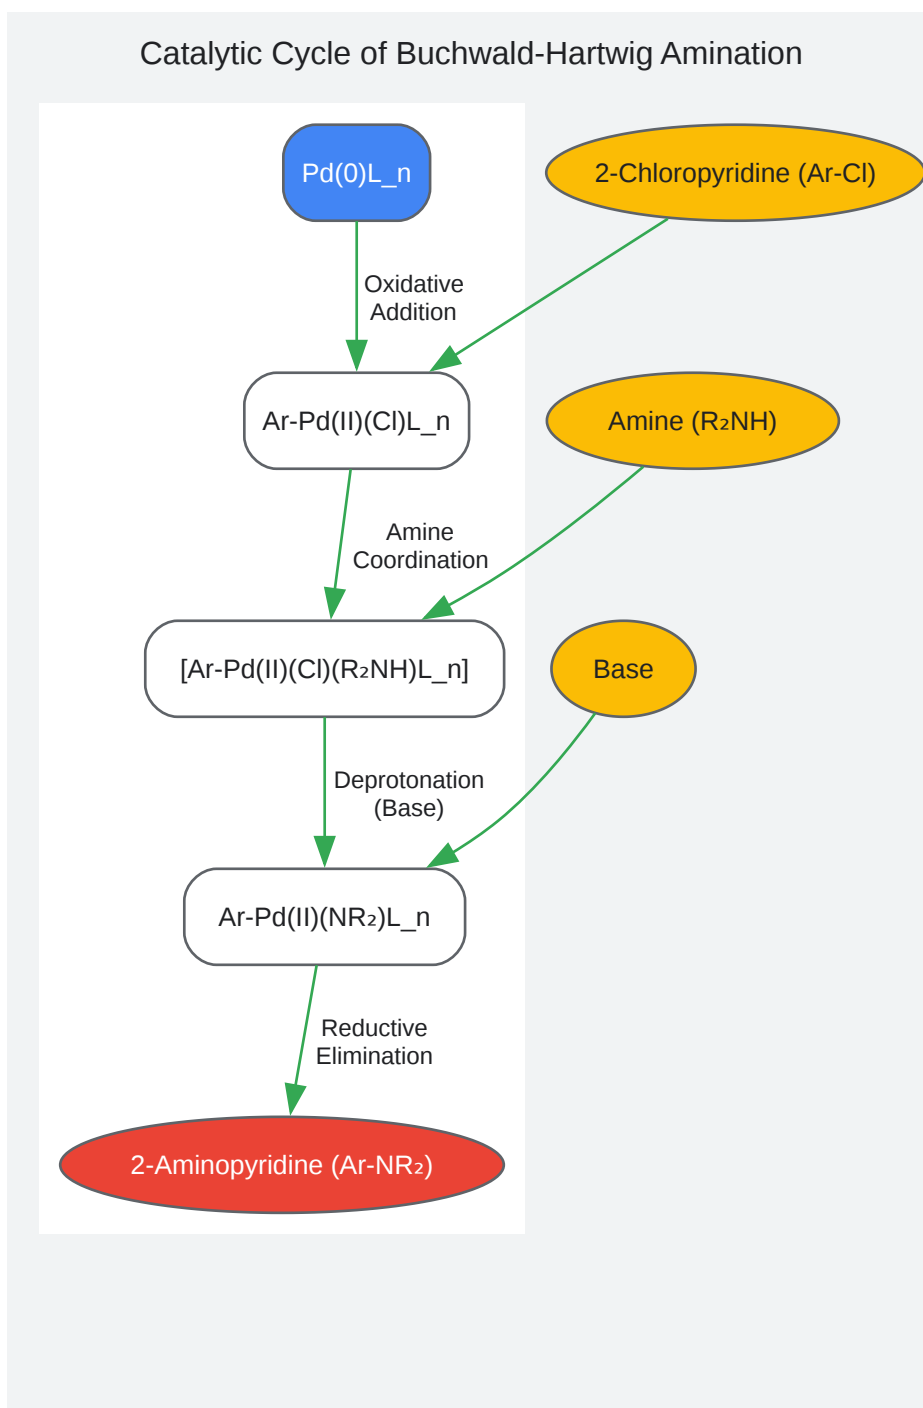 Catalytic Cycle of Buchwald-Hartwig Amination
Pd(0)L_n
2-Chloropyridine (Ar-Cl)
Oxidative
Addition
Ar-Pd(II)(Cl)L_n
Amine (R₂NH)
Amine
Coordination
[Ar-Pd(II)(Cl)(R₂NH)L_n]
Base
Deprotonation
(Base)
Ar-Pd(II)(NR₂)L_n
Reductive
Elimination
2-Aminopyridine (Ar-NR₂)